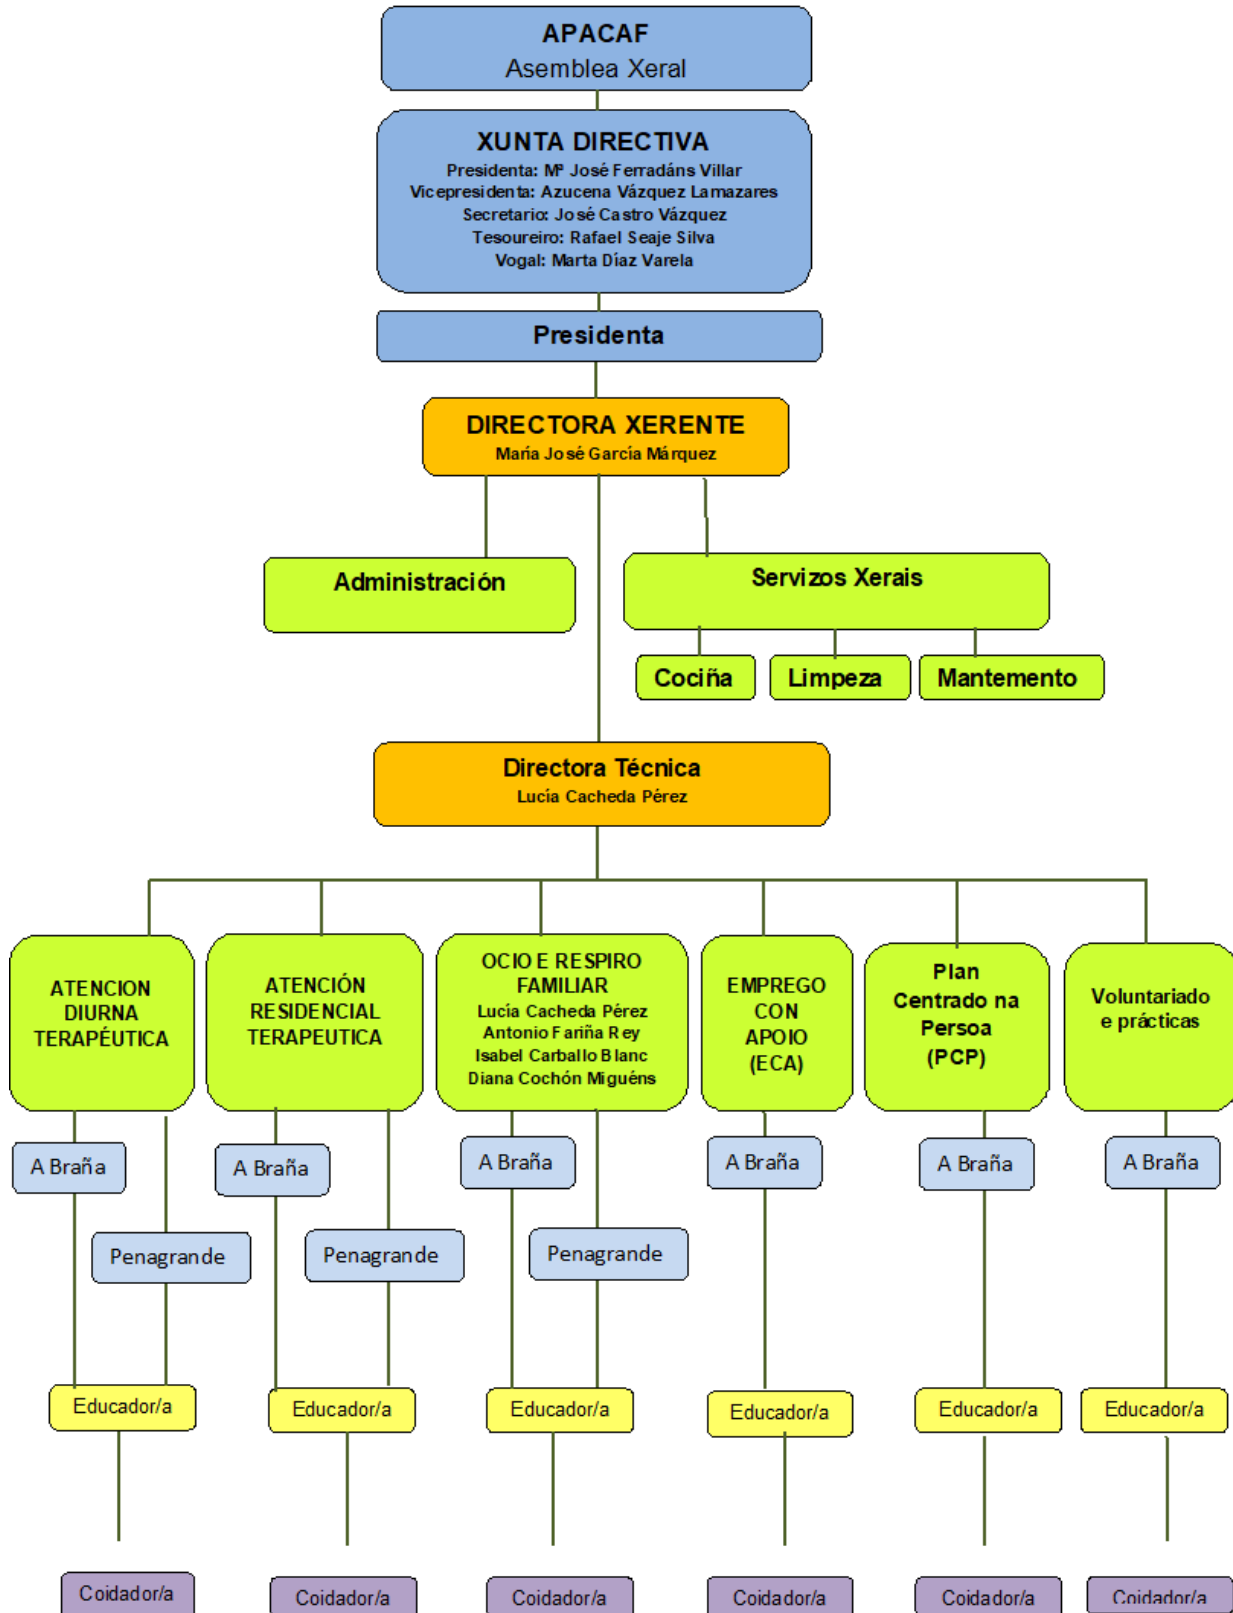 APACAF
Asemblea Xeral
XUNTA DIRECTIVA
Presidenta: Mª José Ferradáns Villar
Vicepresidenta: Azucena Vázquez Lamazares
Secretario: José Castro Vázquez
Tesoureiro: Rafael Seaje Silva
Vogal: Marta Díaz Varela
Presidenta
DIRECTORA XERENTE
María José García Márquez
Administración
Servizos Xerais
Cociña
Limpeza
Mantemento
Directora Técnica
Lucía Cacheda Pérez
ATENCION
DIURNA
TERAPÉUTICA
ATENCIÓN
RESIDENCIAL
TERAPEUTICA
OCIO E RESPIRO
FAMILIAR
Lucía Cacheda Pérez
Antonio Fariña Rey
Isabel Carballo Blanc
Diana Cochón Miguéns
EMPREGO
CON
APOIO
(ECA)
Plan
Centrado na
Persoa
(PCP)
Voluntariado
e prácticas
A Braña
A Braña
A Braña
A Braña
A Braña
A Braña
Penagrande
Penagrande
Penagrande
Educador/a
Educador/a
Educador/a
Educador/a
Educador/a
Educador/a
Coidador/a
Coidador/a
Coidador/a
Coidador/a
Coidador/a
Coidador/a